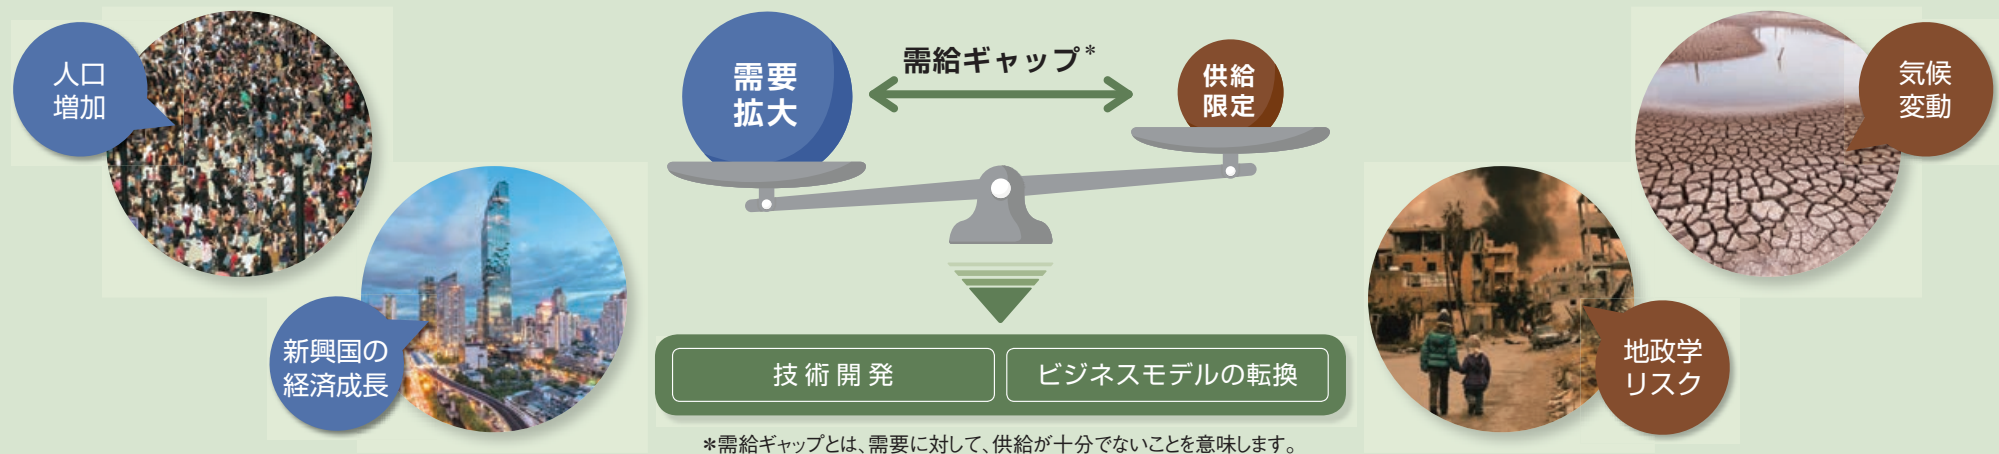 人口
増加
新興国の
経済成長
需要
拡大
需給ギャップ*
供給
限定
気候
変動
地政学
リスク
技術開発
ビジネスモデルの転換
*需給ギャップとは、需要に対して、供給が十分でないことを意味します。